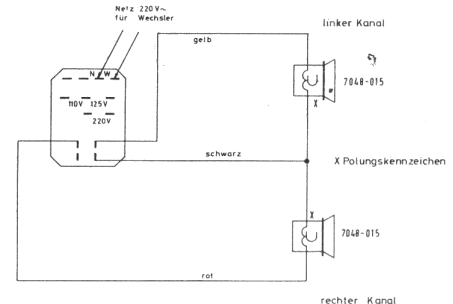 Netz 220V~
für Wechsler
linker Kanal
gelb
N W
7048-015
110V 125V
X
220V
schwarz
X Polungskennzeichen
X
7048-015
rot
rechter Kanal